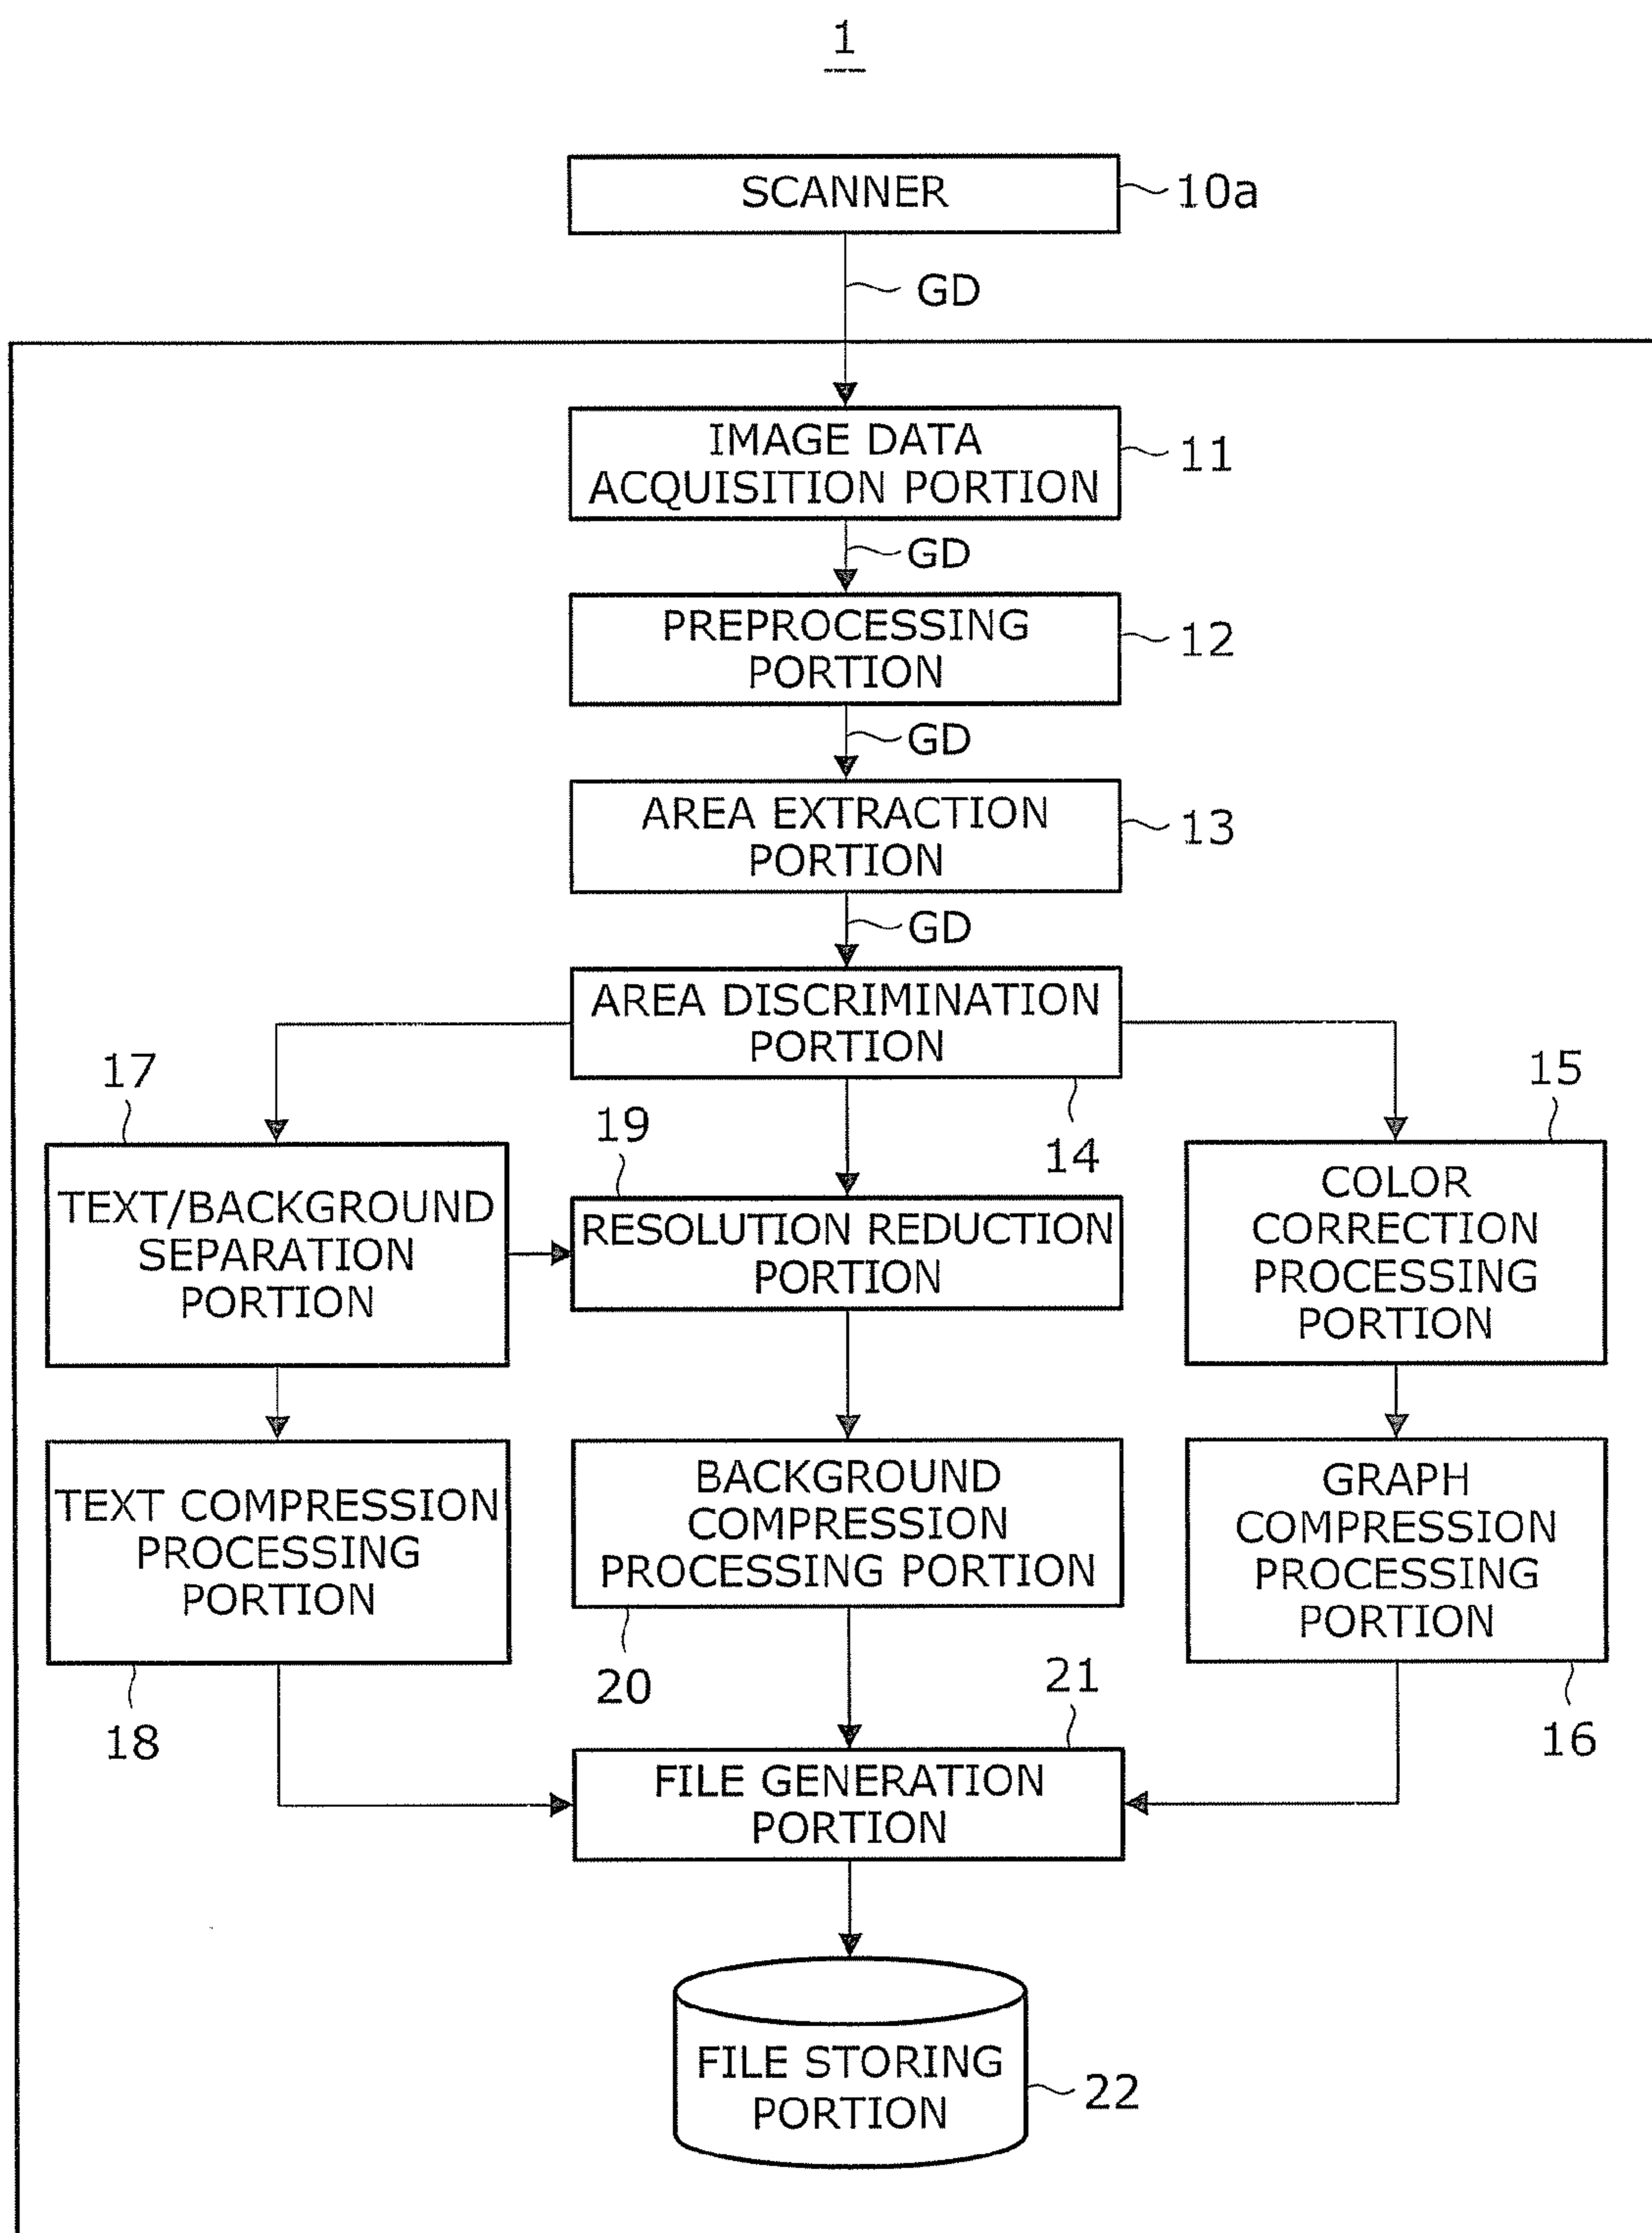 1
SCANNER
10a
GD
IMAGE DATA
ACQUISITION PORTION
11
GD
PREPROCESSING
PORTION
12
GD
AREA EXTRACTION
PORTION
13
GD
AREA DISCRIMINATION
PORTION
14
17
TEXT/BACKGROUND
SEPARATION
PORTION
19
RESOLUTION REDUCTION
PORTION
15
COLOR
CORRECTION
PROCESSING
PORTION
TEXT COMPRESSION
PROCESSING
PORTION
18
BACKGROUND
COMPRESSION
PROCESSING PORTION
20
GRAPH
COMPRESSION
PROCESSING
PORTION
16
21
FILE GENERATION
PORTION
FILE STORING
PORTION
22